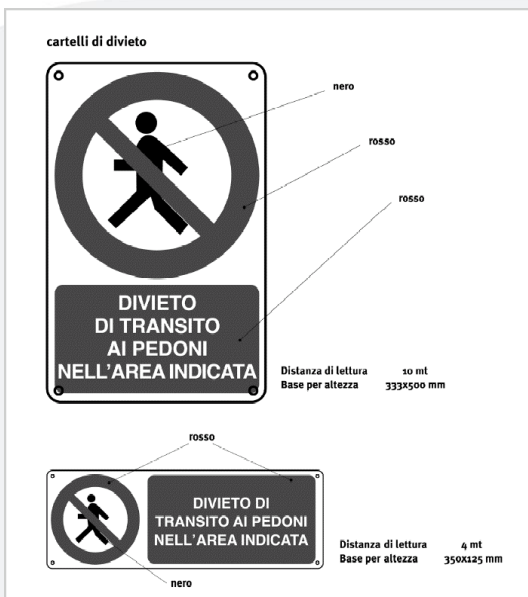 cartelli di divieto
nero
rosso
rosso
DIVIETO
DI TRANSITO
AI PEDONI
NELL'AREA INDICATA
Distanza di lettura 10 mt
Base per altezza 333x500 mm
rosso
DIVIETO DI
TRANSITO AI PEDONI
NELL'AREA INDICATA
Distanza di lettura 4 mt
Base per altezza 350x125 mm
nero